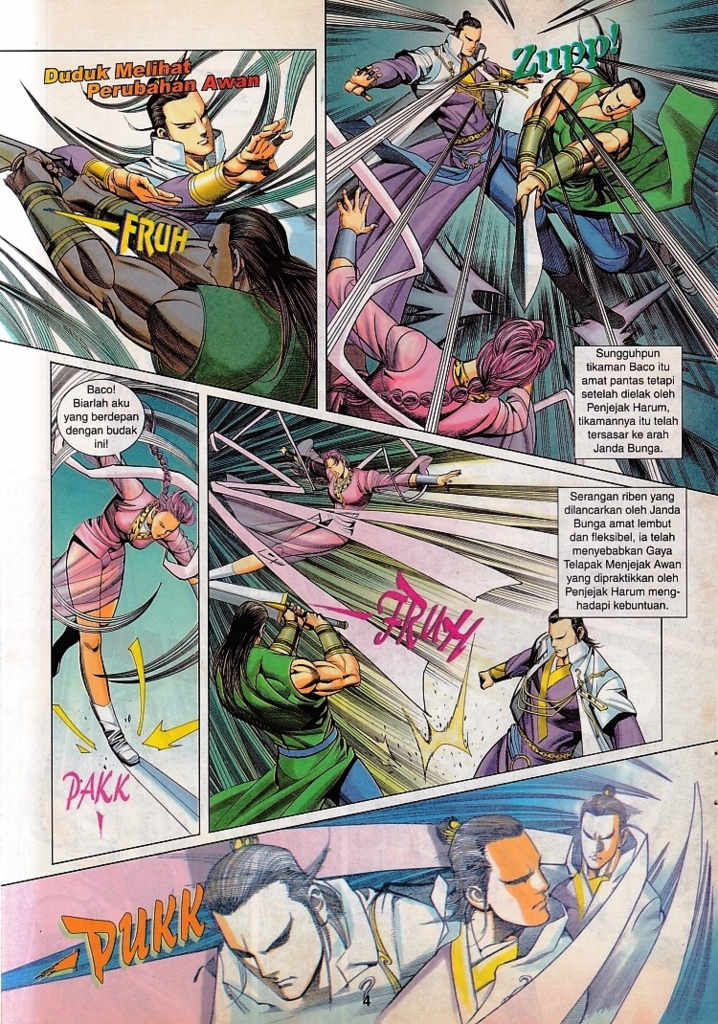 Duduk Melihat
Perubahan Awan
FRUH
Zupp!
Sungguhpun
tikaman Baco itu
amat pantas tetapi
setelah dielak oleh
Penjejak Harum,
tikamannya itu telah
tersasar ke arah
Janda Bunga.
Baco!
Biarlah aku
yang berdepan
dengan budak
ini!
PAKK
!
Serangan riben yang
dilancarkan oleh Janda
Bunga amat lembut
dan fleksibel, ia telah
menyebabkan Gaya
Telapak Menjejak Awan
yang dipraktikkan oleh
Penjejak Harum meng-
hadapi kebuntuan.
FRUH
PUKK
4